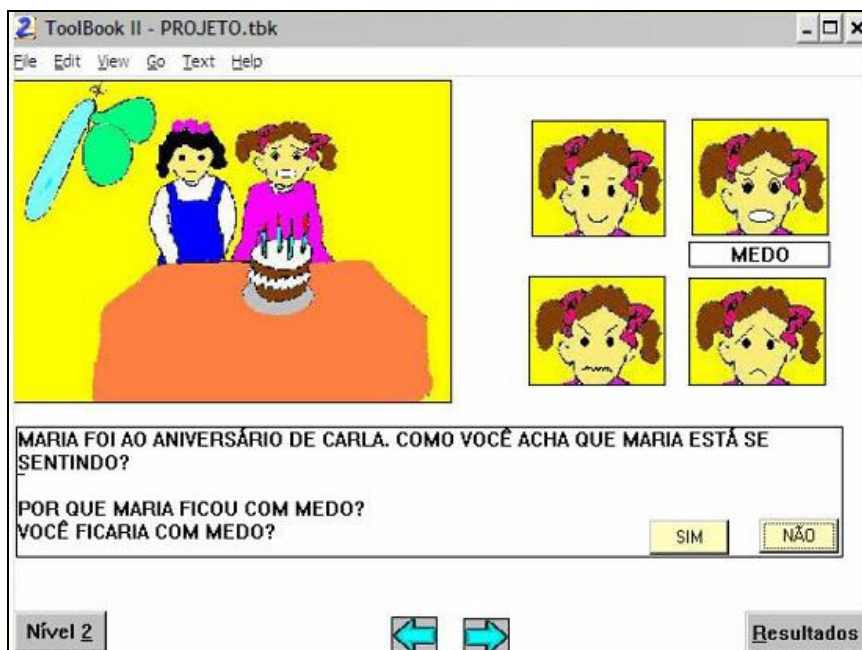 ToolBook II - PROJETO.tbk
File Edit View Go Text Help
MEDO
MARIA FOI AO ANIVERSÁRIO DE CARLA. COMO VOCÊ ACHA QUE MARIA ESTÁ SE
SENTINDO?
POR QUE MARIA FICOU COM MEDO?
VOCÊ FICARIA COM MEDO?
SIM NÃO
Nível 2 Resultados